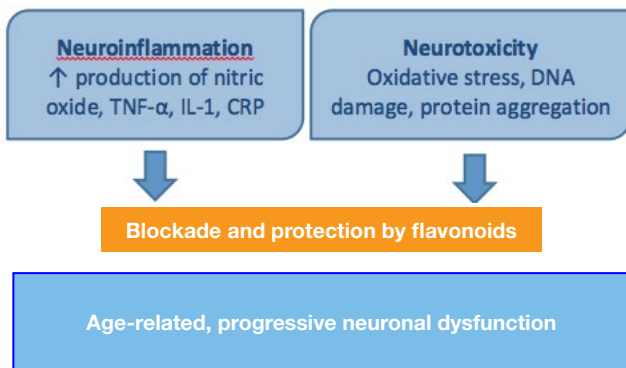 Neuroinflammation
↑ production of nitric
oxide, TNF-α, IL-1, CRP
Neurotoxicity
Oxidative stress, DNA
damage, protein aggregation
Blockade and protection by flavonoids
Age-related, progressive neuronal dysfunction